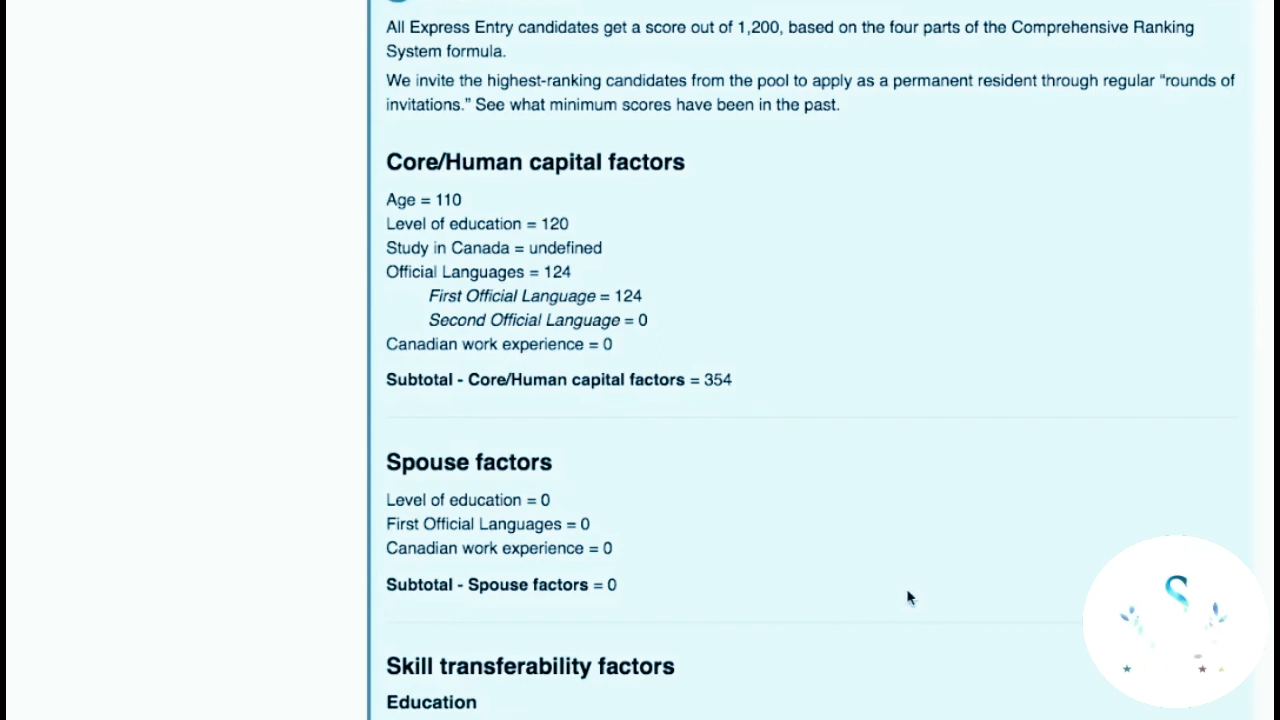 All Express Entry candidates get a score out of 1,200, based on the four parts of the Comprehensive Ranking
System formula.
We invite the highest-ranking candidates from the pool to apply as a permanent resident through regular “rounds of
invitations.” See what minimum scores have been in the past.
Core/Human capital factors
Age = 110
Level of education = 120
Study in Canada = undefined
Official Languages = 124
First Official Language = 124
Second Official Language = 0
Canadian work experience = 0
Subtotal - Core/Human capital factors = 354
Spouse factors
Level of education = 0
First Official Languages = 0
Canadian work experience = 0
Subtotal - Spouse factors = 0
S
Skill transferability factors
Education